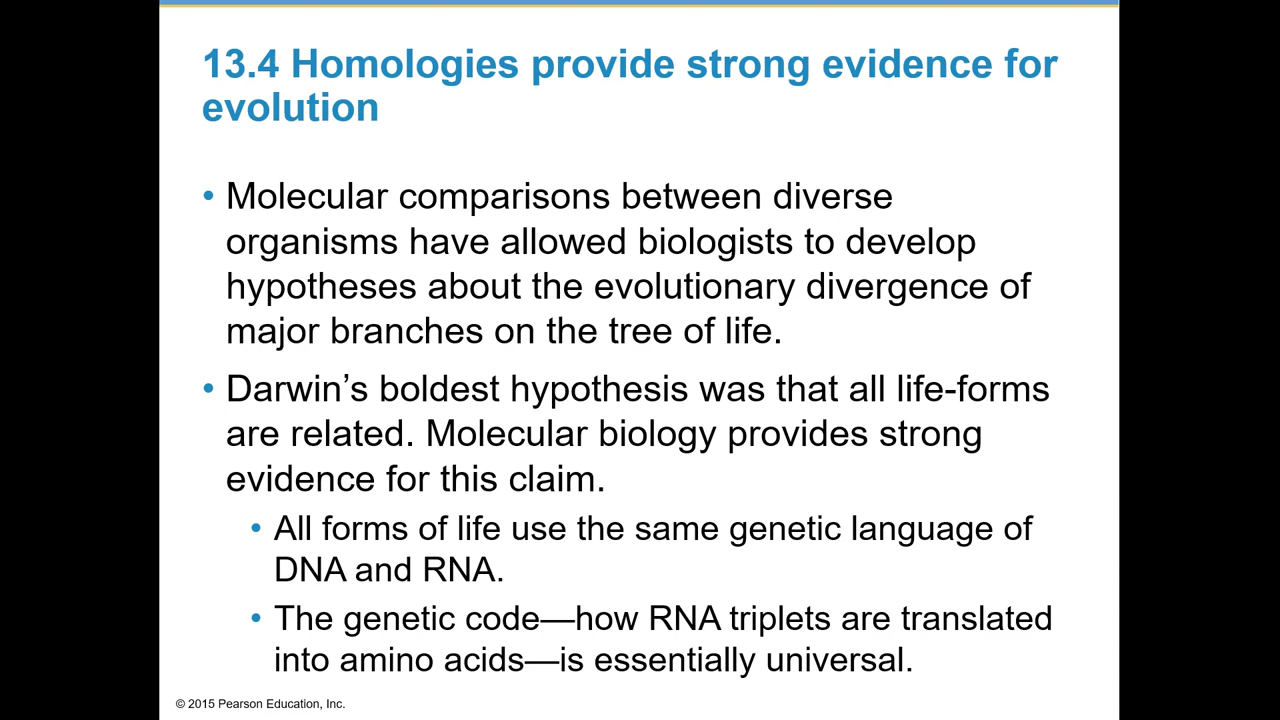 13.4 Homologies provide strong evidence for
evolution
• Molecular comparisons between diverse
organisms have allowed biologists to develop
hypotheses about the evolutionary divergence of
major branches on the tree of life.
• Darwin’s boldest hypothesis was that all life-forms
are related. Molecular biology provides strong
evidence for this claim.
• All forms of life use the same genetic language of
DNA and RNA.
• The genetic code—how RNA triplets are translated
into amino acids—is essentially universal.
© 2015 Pearson Education, Inc.